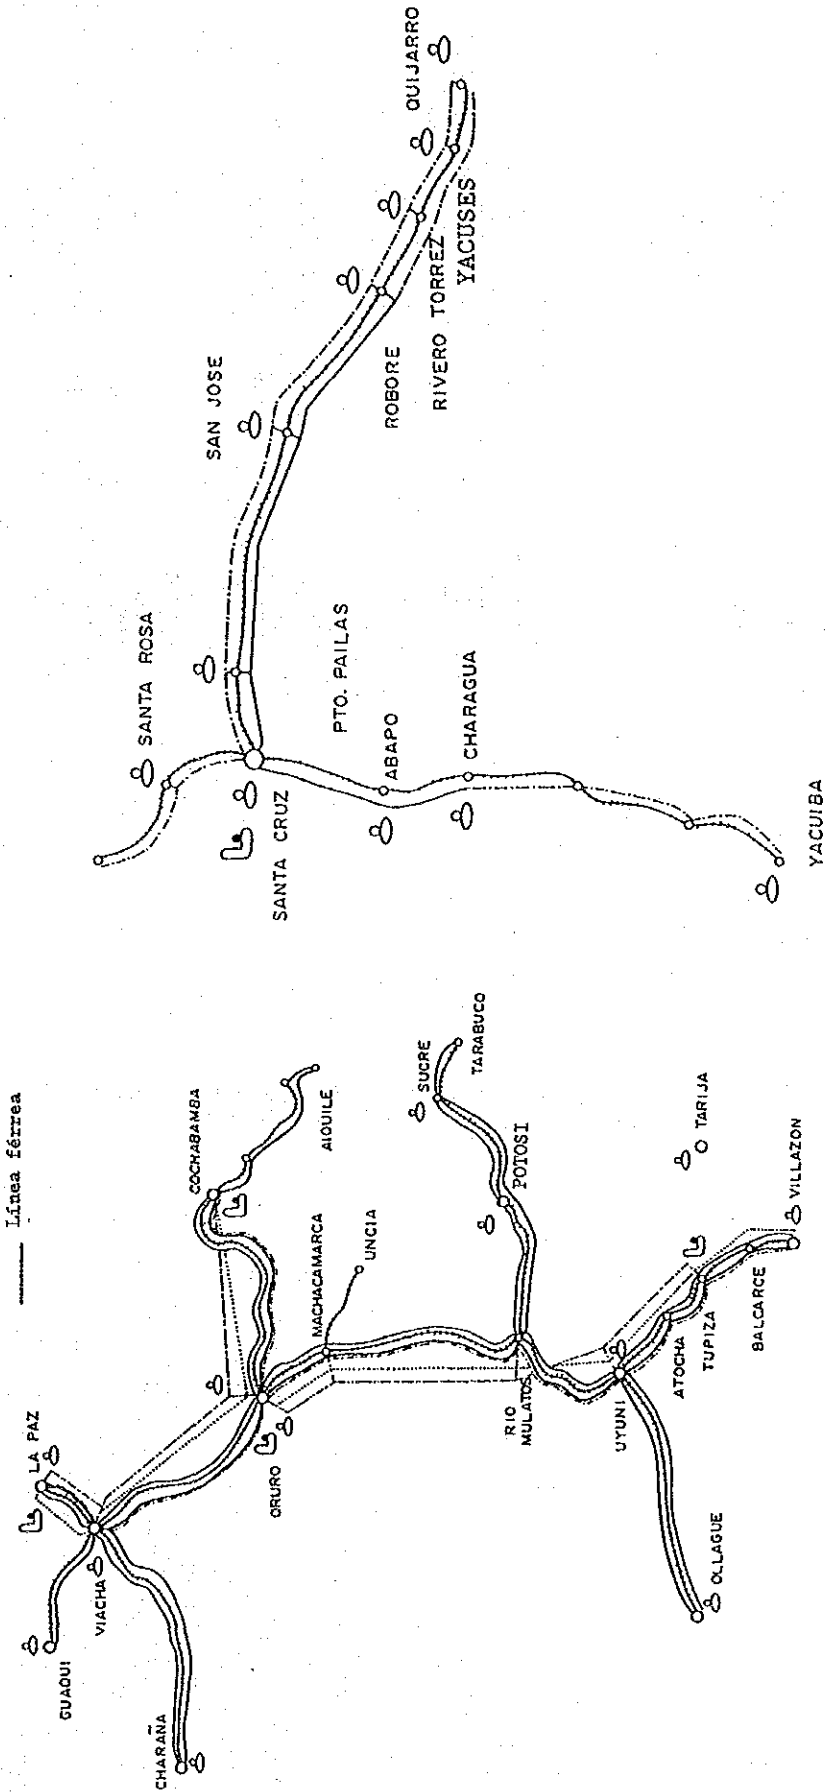 Línea férrea
LA PAZ
GUAQUI
VIACHA
CHARAÑA
ORURO
COCHABAMBA
AIQUILE
MACHACAMARCA
UNCIA
RIO
MULATOS
POTOSI
SUCRE
TARABUCO
UYUNI
OLLAGUE
ATOCHA
TUPIZA
BALCARCE
VILLAZON
TARIJA
SANTA ROSA
SANTA CRUZ
PTO. PAILAS
ABAPO
CHARAGUA
YACUIBA
SAN JOSE
ROBORE
RIVERO TORREZ
YACUSES
QUIJARRO